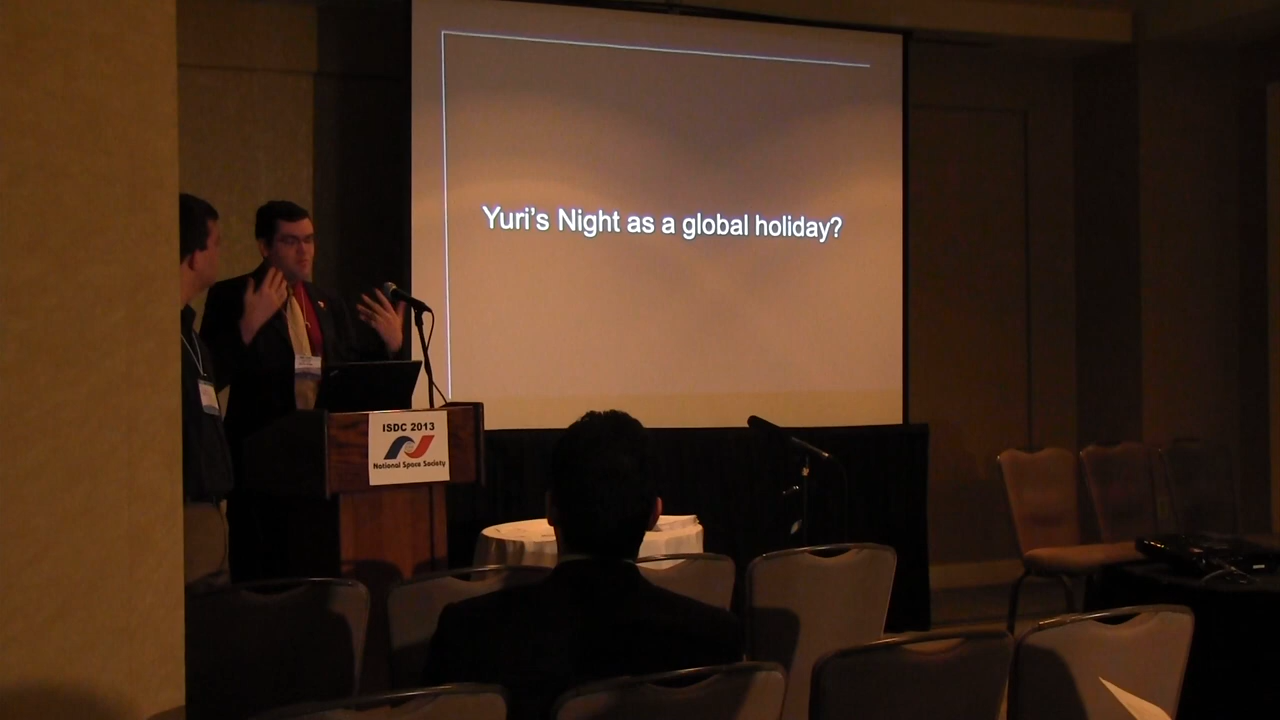 Yuri's Night as a global holiday?
ISDC 2013
National Space Society